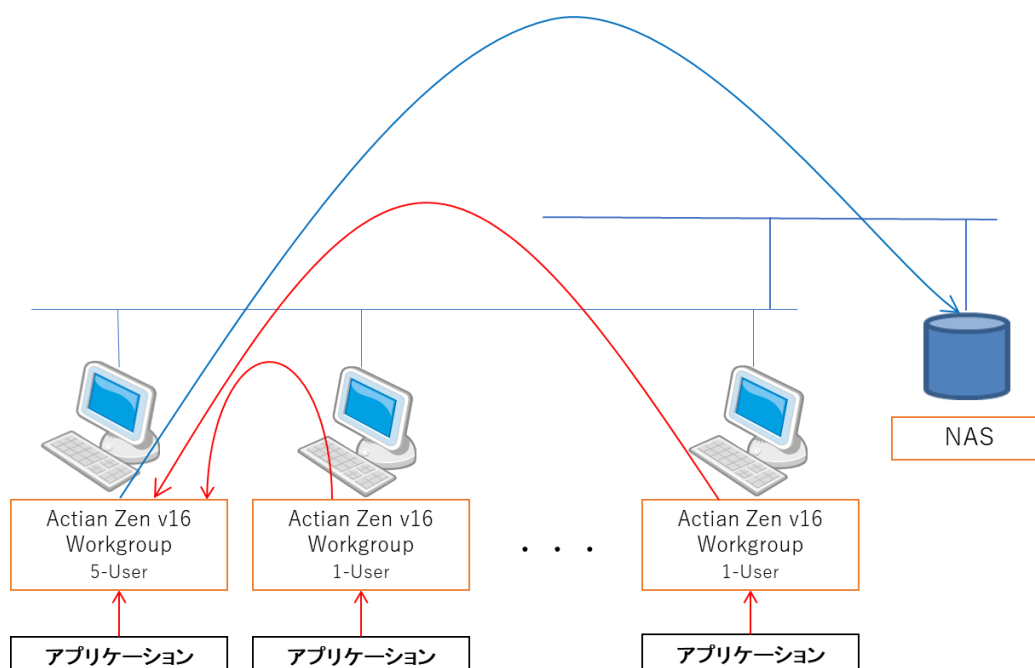 NAS
Actian Zen v16
Workgroup
5-User
Actian Zen v16
Workgroup
1-User
. . .
Actian Zen v16
Workgroup
1-User
アプリケーション
アプリケーション
アプリケーション